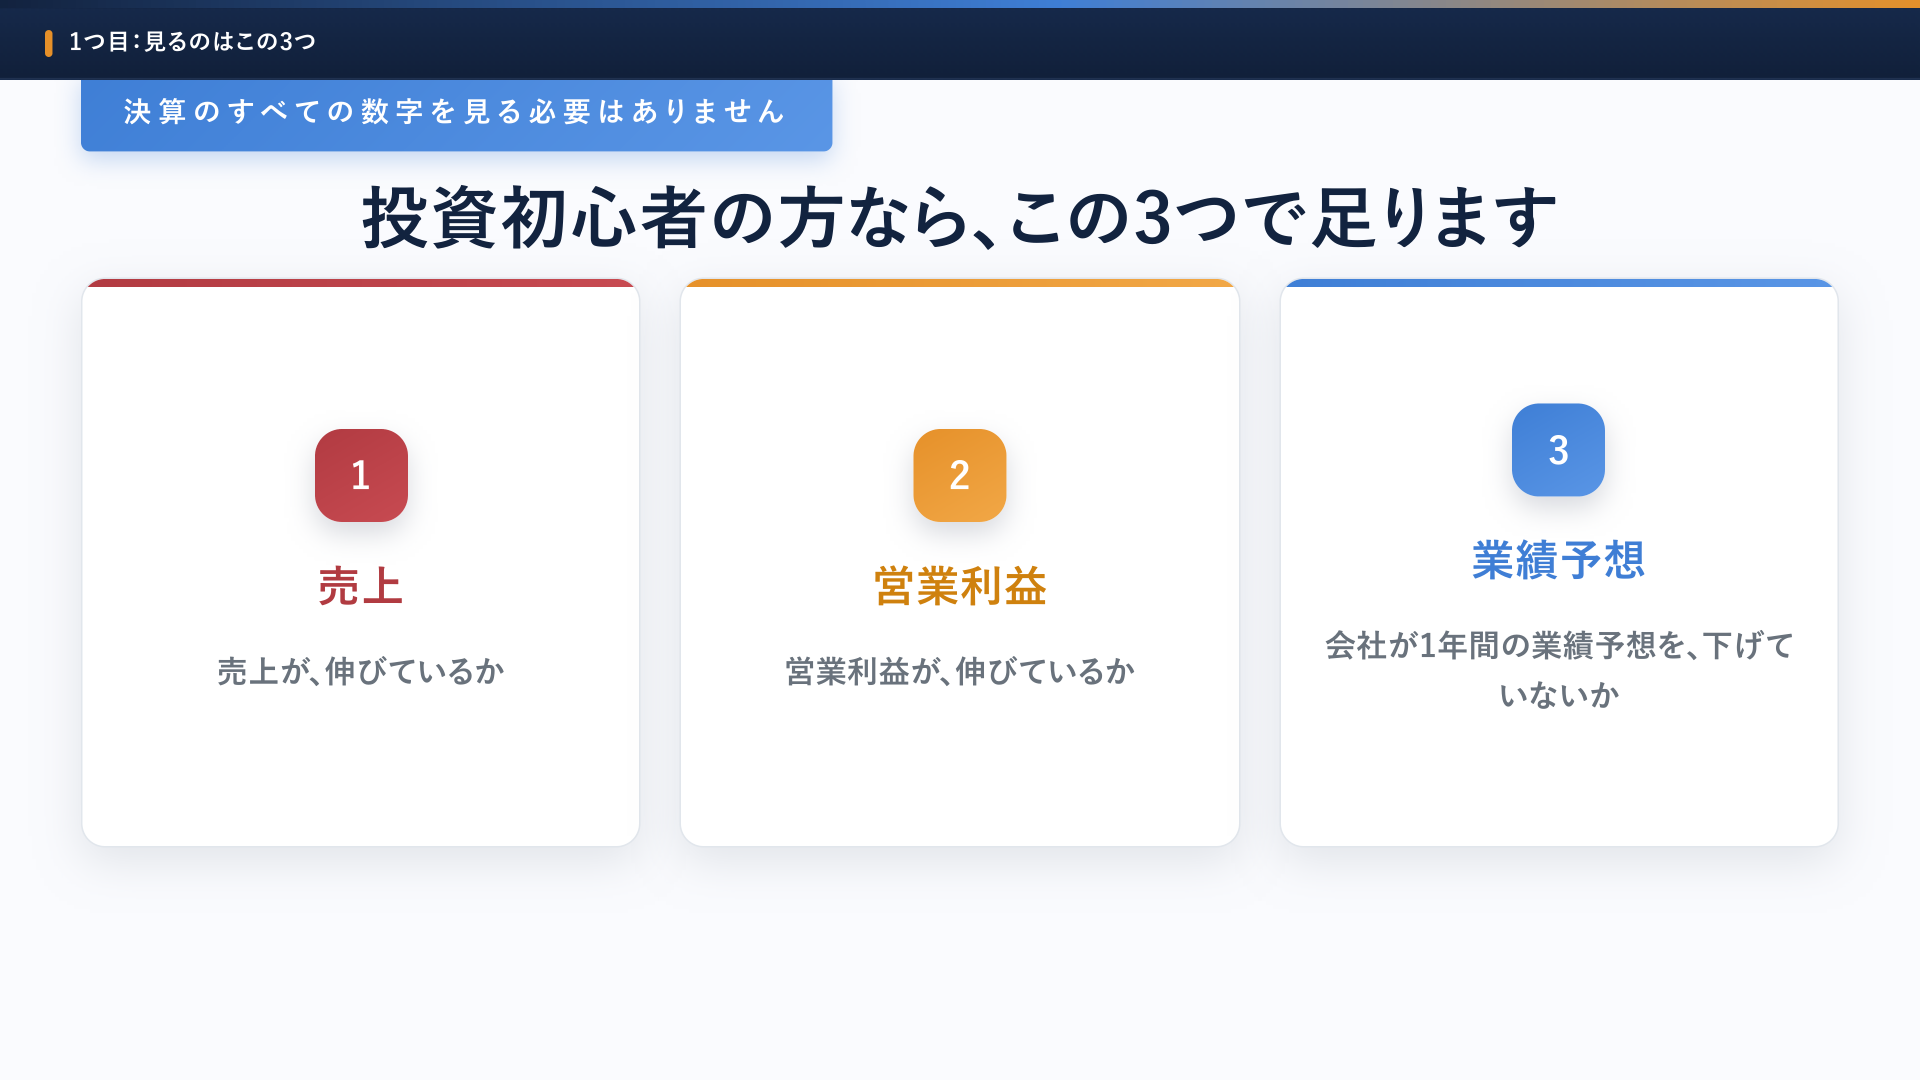 1つ目：見るのはこの3つ
決算のすべての数字を見る必要はありません
投資初心者の方なら、この3つで足ります
1
売上
売上が、伸びているか
2
営業利益
営業利益が、伸びているか
3
業績予想
会社が1年間の業績予想を、下げて
いないか